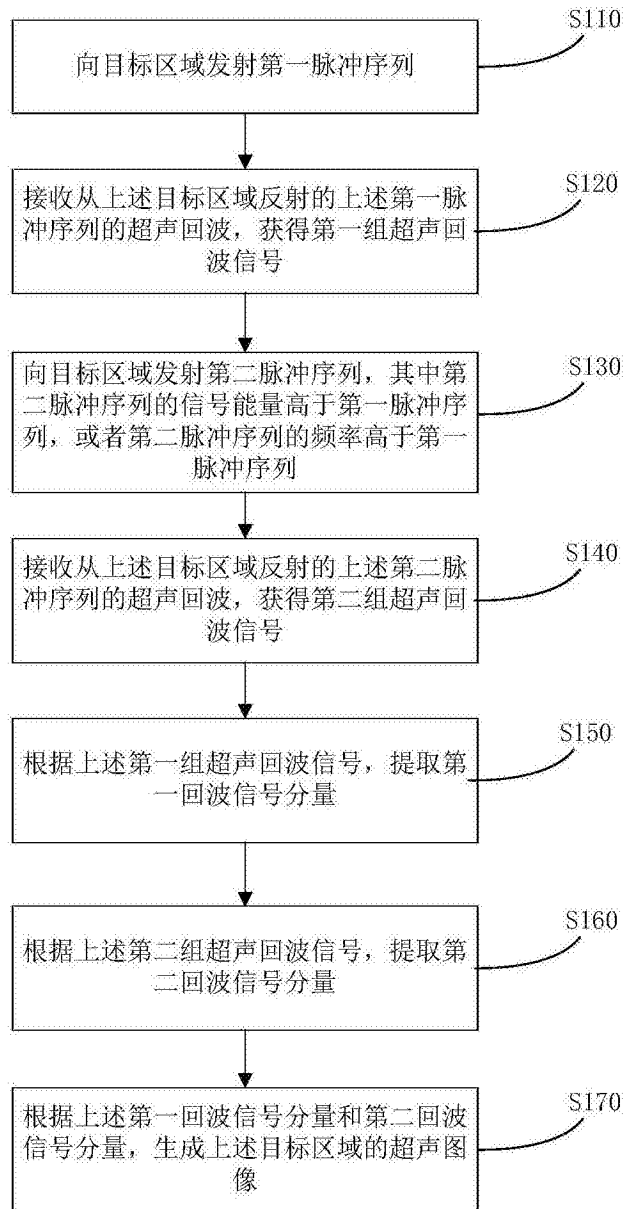 S110
向目标区域发射第一脉冲序列
S120
接收从上述目标区域反射的上述第一脉
冲序列的超声回波，获得第一组超声回
波信号
S130
向目标区域发射第二脉冲序列，其中第
二脉冲序列的信号能量高于第一脉冲序
列，或者第二脉冲序列的频率高于第一
脉冲序列
S140
接收从上述目标区域反射的上述第二脉
冲序列的超声回波，获得第二组超声回
波信号
S150
根据上述第一组超声回波信号，提取第
一回波信号分量
S160
根据上述第二组超声回波信号，提取第
二回波信号分量
S170
根据上述第一回波信号分量和第二回波
信号分量，生成上述目标区域的超声图
像